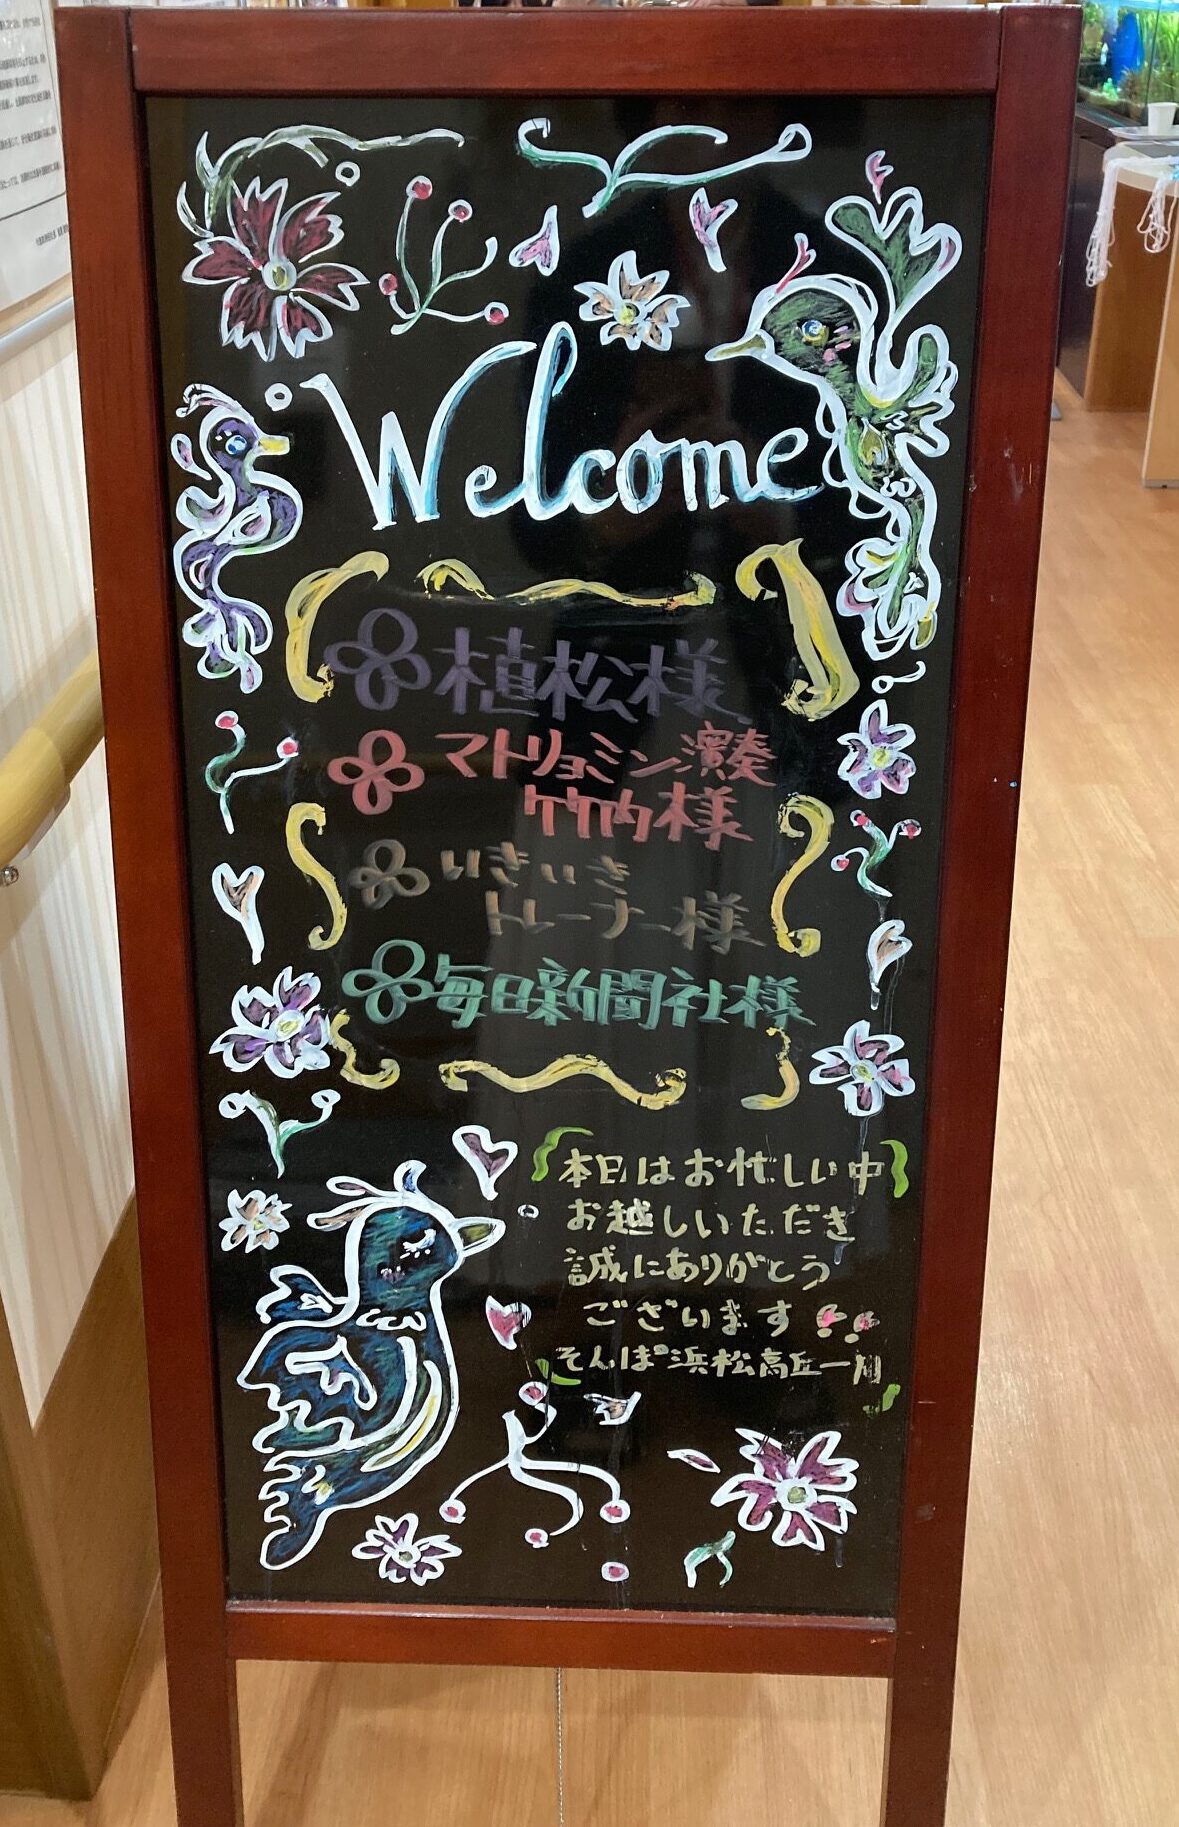 Welcome
植松様
マトリョミン演奏
竹内様
いきいき
トレーナー様
毎日新聞社様
本日はお忙しい中
お越しいただき
誠にありがとう
ございます!!
そんぽ浜松高丘一同